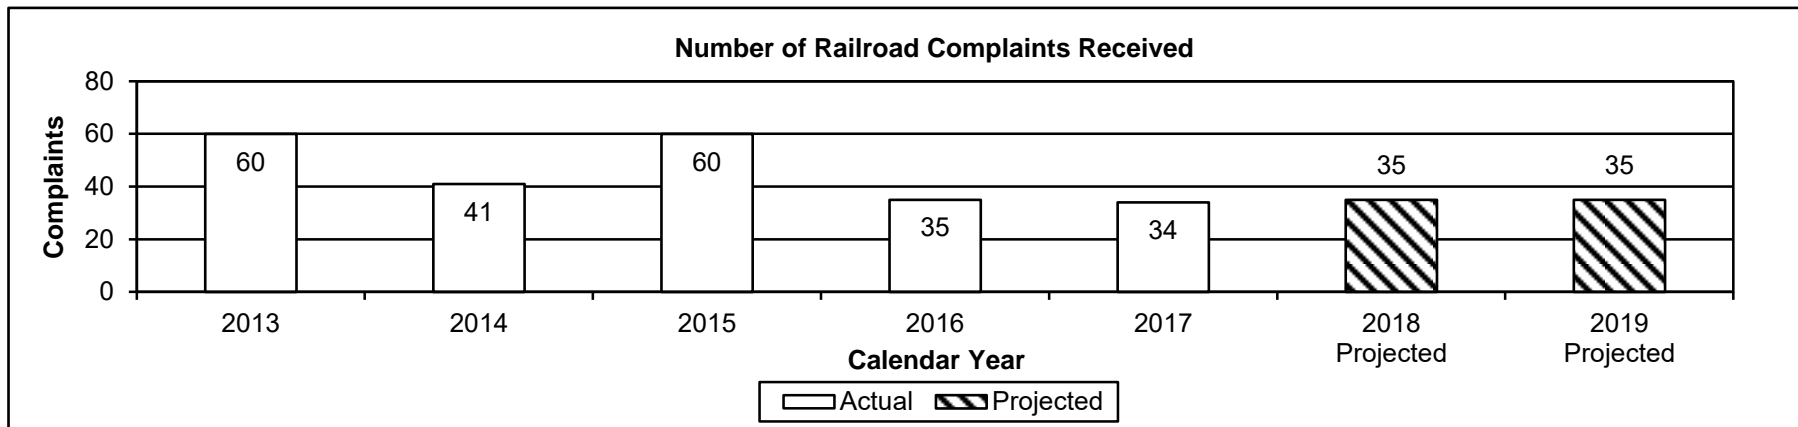 Number of Railroad Complaints Received
Complaints
80
60
40
20
0
60
41
60
35
34
35
35
2013
2014
2015
2016
2017
2018
Projected
2019
Projected
Calendar Year
Actual
Projected